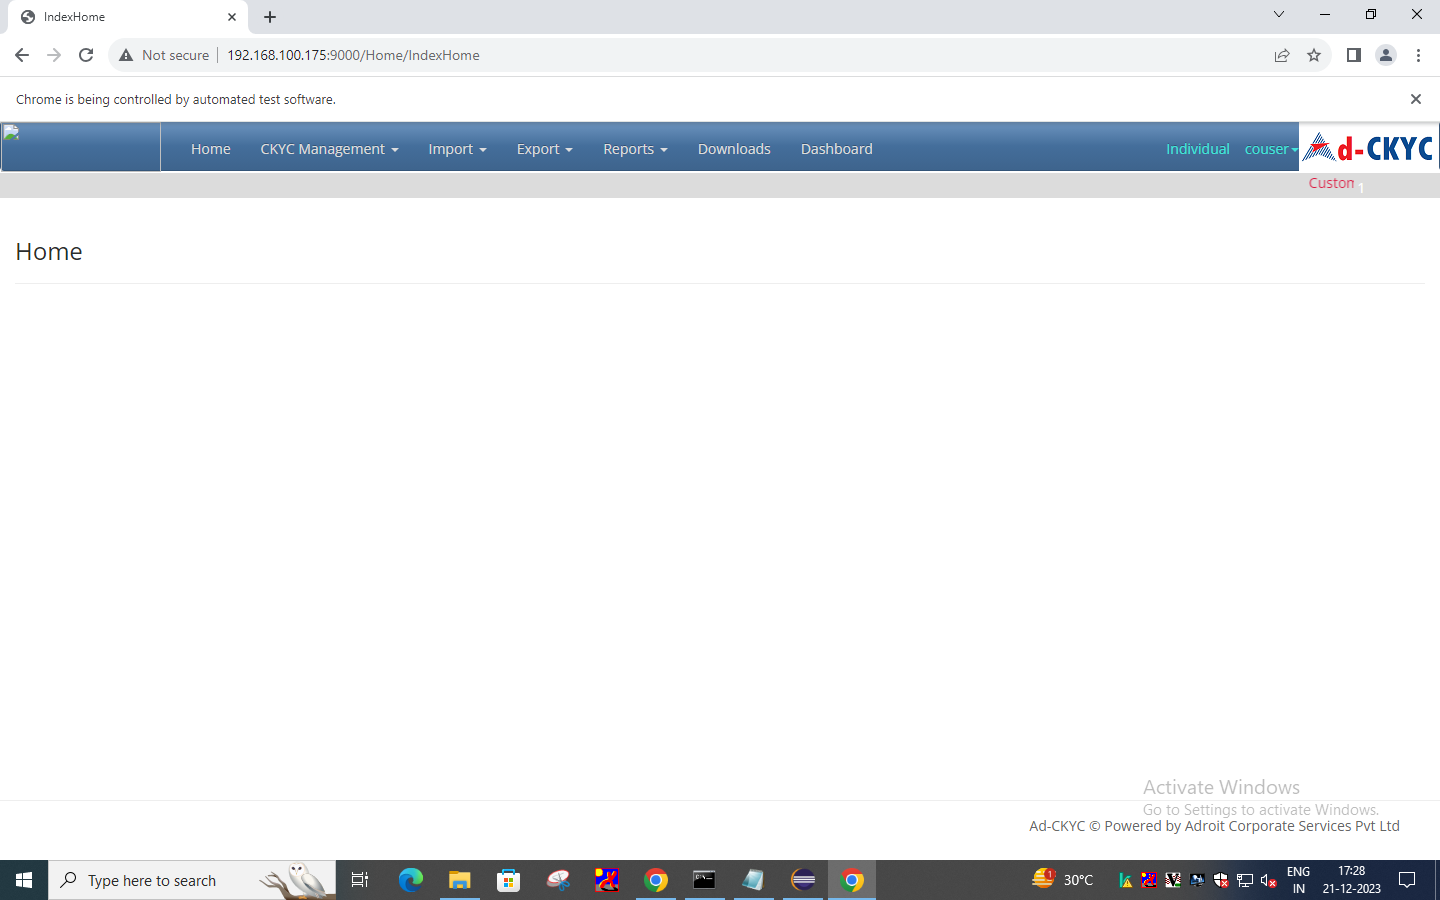 IndexHome
Not secure 192.168.100.175:9000/Home/IndexHome
Chrome is being controlled by automated test software.
Home CKYC Management Import Export Reports Downloads Dashboard Individual couser d-CKYC
Custom 1
Home
Activate Windows
Go to Settings to activate Windows.
Ad-CKYC © Powered by Adroit Corporate Services Pvt Ltd
Type here to search 1 30°C ENG 17:28
IN 21-12-2023